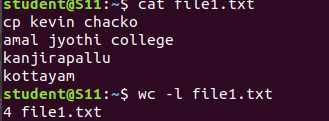 student@S11:~$ cat file1.txt
cp kevin chacko
amal jyothi college
kanjirapallu
kottayam
student@S11:~$ wc -l file1.txt
4 file1.txt